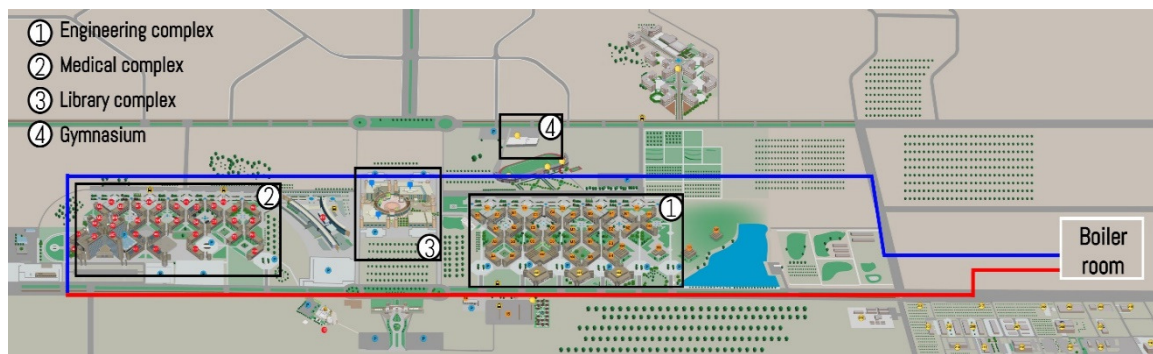 1 Engineering complex
2 Medical complex
3 Library complex
4 Gymnasium
4
2
1
3
Boiler
room